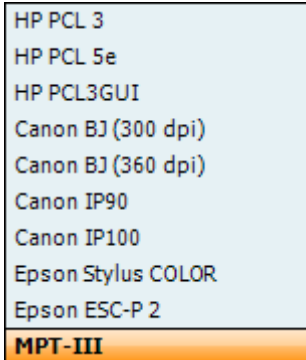 HP PCL 3
HP PCL 5e
HP PCL3GUI
Canon BJ (300 dpi)
Canon BJ (360 dpi)
Canon IP90
Canon IP100
Epson Stylus COLOR
Epson ESC-P 2
MPT-III